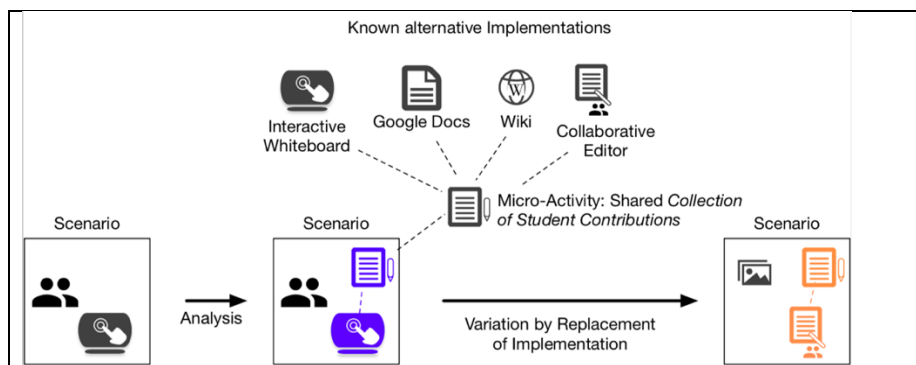 Known alternative Implementations
Interactive
Whiteboard
Google Docs
Wiki
Collaborative
Editor
W
Micro-Activity: Shared Collection
of Student Contributions
Scenario
Scenario
Scenario
Analysis
Variation by Replacement
of Implementation